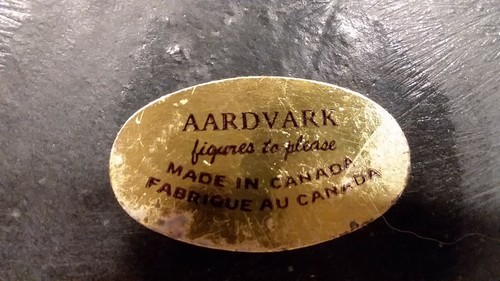 AARDVARK
figures to please
MADE IN CANADA
FABRIQUE AU CANADA